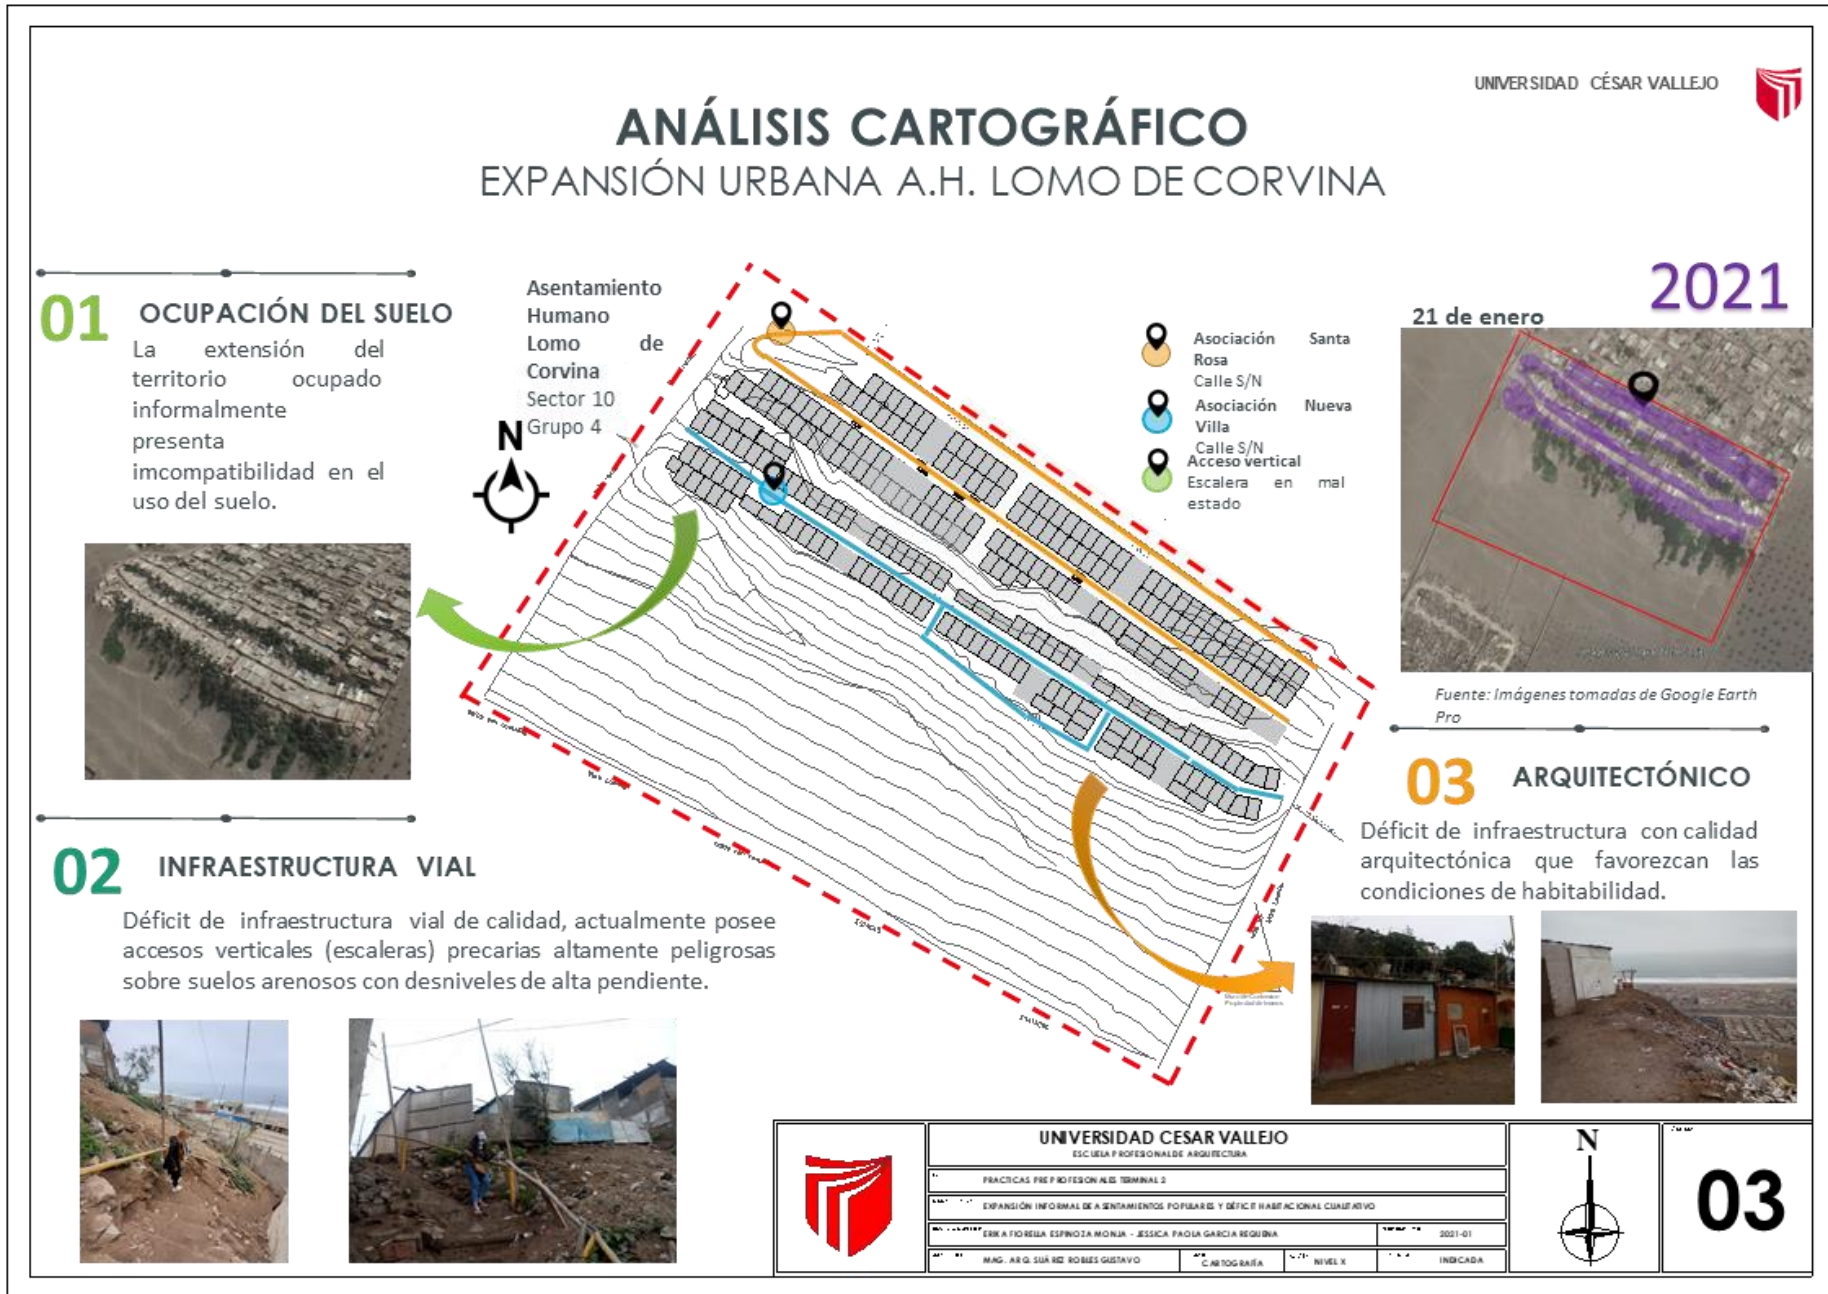 UNIVERSIDAD CÉSAR VALLEJO
ANÁLISIS CARTOGRÁFICO
EXPANSIÓN URBANA A.H. LOMO DE CORVINA
01
OCUPACIÓN DEL SUELO
La extensión del
territorio ocupado
informalmente
presenta
imcompatibilidad en el
uso del suelo.
Asentamiento
Humano
Lomo de
Corvina
Sector 10
Grupo 4
N
Asociación Santa
Rosa
Calle S/N
Asociación Nueva
Villa
Calle S/N
Acceso vertical
Escalera en mal
estado
2021
21 de enero
Fuente: Imágenes tomadas de Google Earth
Pro
02
INFRAESTRUCTURA VIAL
Déficit de infraestructura vial de calidad, actualmente posee
accesos verticales (escaleras) precarias altamente peligrosas
sobre suelos arenosos con desniveles de alta pendiente.
03
ARQUITECTÓNICO
Déficit de infraestructura con calidad
arquitectónica que favorezcan las
condiciones de habitabilidad.
UNIVERSIDAD CESAR VALLEJO
ESCUELA PROFESIONAL DE ARQUITECTURA
PRACTICAS PRE PROFESIONALES TERMINAL 2
EXPANSIÓN INFORMAL DE ASENTAMIENTOS POPULARES Y DÉFICIT HABITACIONAL CUALITATIVO
ERIKA FIORELLA ESPINOZA MONJA - JESSICA PAOLA GARCIA REQUENA
2021-01
MAG. ARQ. SUÁREZ ROBLES GUSTAVO
CARTOGRAFÍA
NIVEL X
INDICADA
N
03